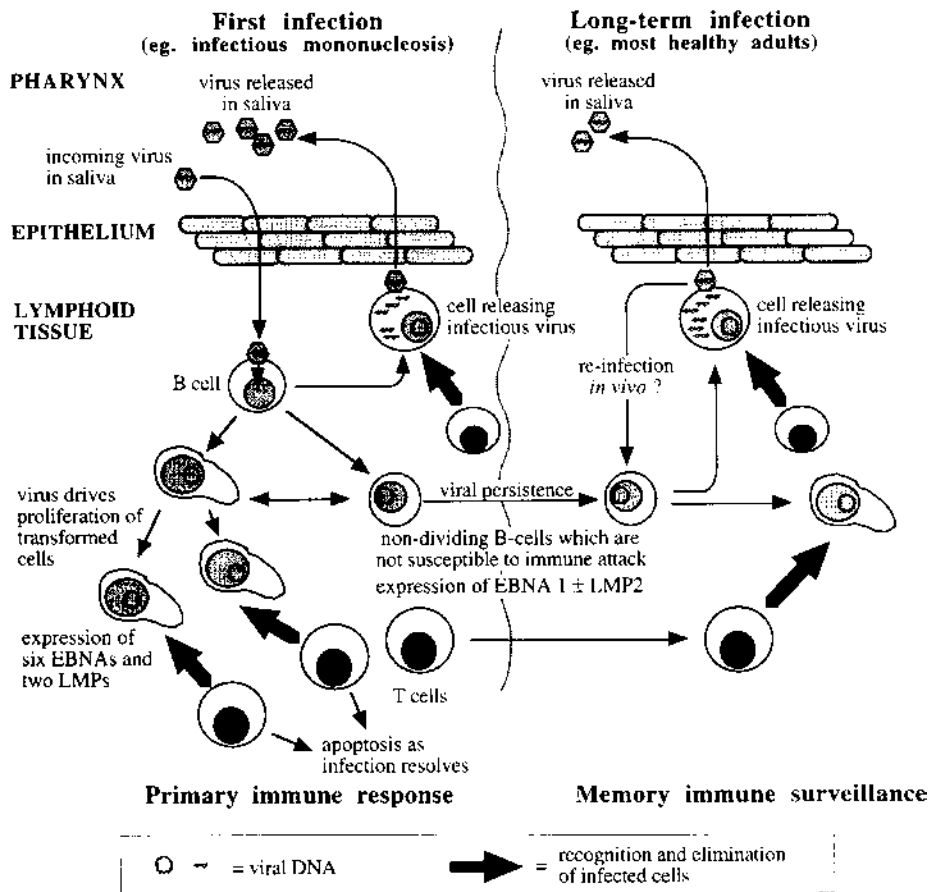 First infection
(eg. infectious mononucleosis)
Long-term infection
(eg. most healthy adults)
PHARYNX
virus released
in saliva
virus released
in saliva
incoming virus
in saliva
EPITHELIUM
LYMPHOID
TISSUE
cell releasing
infectious virus
cell releasing
infectious virus
B cell
re-infection
in vivo ?
virus drives
proliferation of
transformed
cells
viral persistence
non-dividing B-cells which are
not susceptible to immune attack
expression of EBNA 1 ± LMP2
expression of
six EBNAs and
two LMPs
T cells
apoptosis as
infection resolves
Primary immune response
Memory immune surveillance
= viral DNA
= recognition and elimination
of infected cells